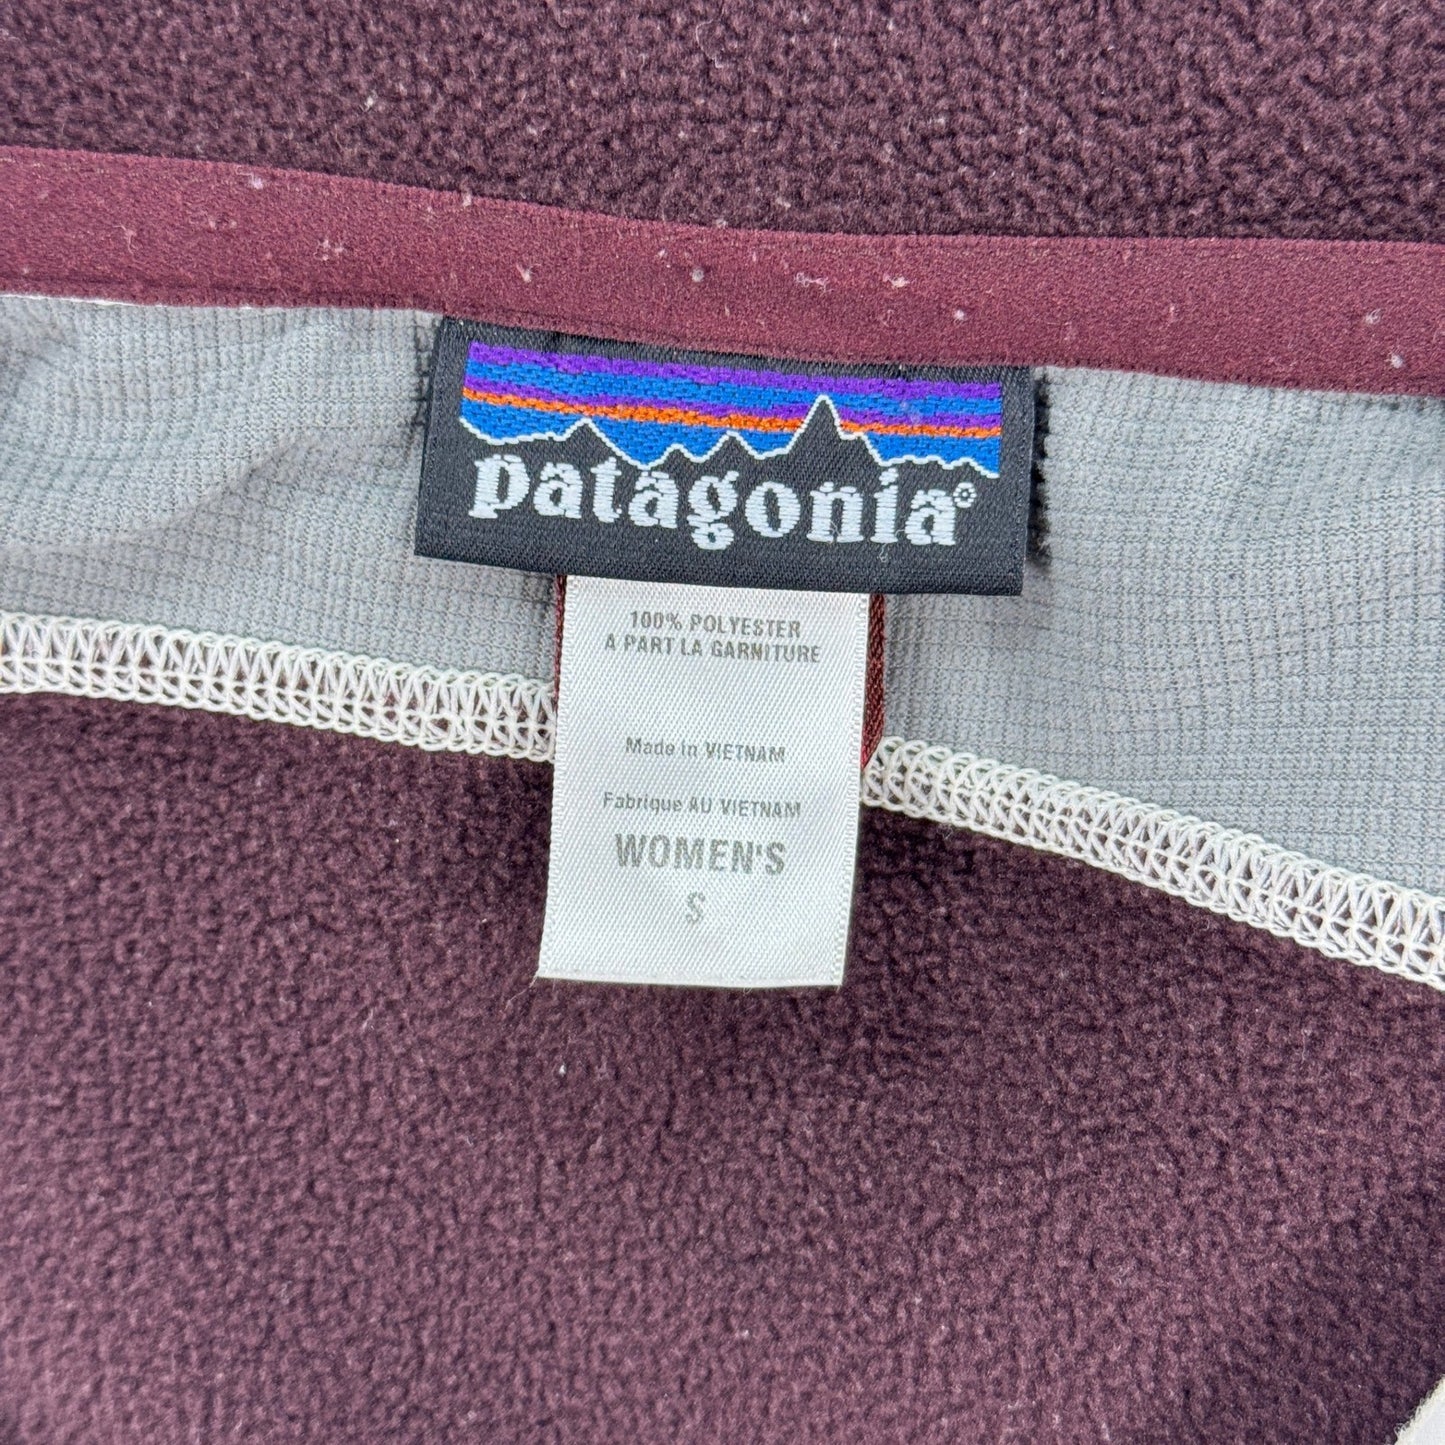 patagonia®
100% POLYESTER
A PART LA GARNITURE
Made in VIETNAM
Fabrique AU VIETNAM
WOMEN'S
S